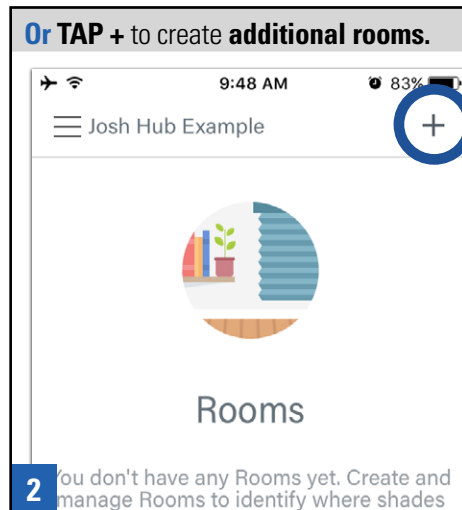 Or TAP + to create additional rooms.
9:48 AM 83%
Josh Hub Example +
Rooms
You don't have any Rooms yet. Create and
2 manage Rooms to identify where shades